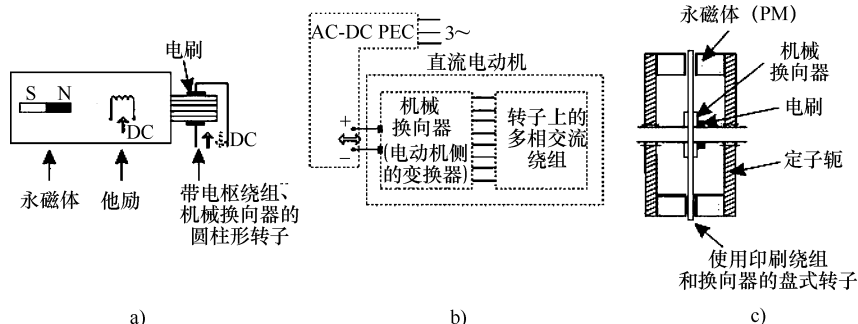 电刷
S N
DC
DC
永磁体
他励
带电枢绕组、
机械换向器的
圆柱形转子
a)
AC-DC PEC
3~
直流电动机
+
−
机械
换向器
(电动机侧
的变换器)
转子上的
多相交流
绕组
b)
永磁体（PM）
机械
换向器
电刷
定子轭
使用印刷绕组
和换向器的盘式转子
c)